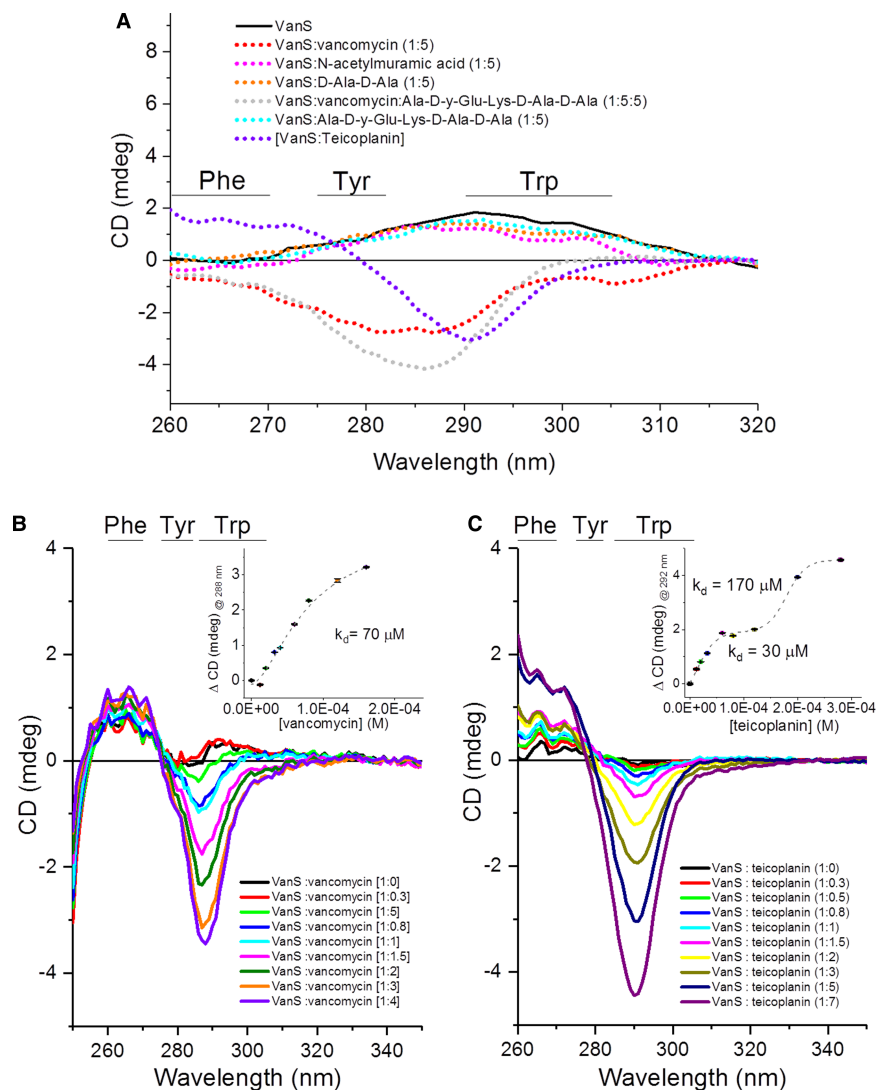 A
VanS
VanS:vancomycin (1:5)
VanS:N-acetylmuramic acid (1:5)
VanS:D-Ala-D-Ala (1:5)
VanS:vancomycin:Ala-D-y-Glu-Lys-D-Ala-D-Ala (1:5:5)
VanS:Ala-D-y-Glu-Lys-D-Ala-D-Ala (1:5)
[VanS:Teicoplanin]
Phe Tyr Trp
CD (mdeg)
8
6
4
2
0
-2
-4
260 270 280 290 300 310 320
Wavelength (nm)
B
Phe Tyr Trp
CD (mdeg)
4
2
0
-2
-4
Δ CD (mdeg) @ 288 nm
3
2
1
0
kd= 70 µM
0.0E+00 8.0E-05 1.6E-04 2.4E-04
[vancomycin] (M)
VanS :vancomycin [1:0]
VanS :vancomycin [1:0.3]
VanS :vancomycin [1:5]
VanS :vancomycin [1:0.8]
VanS :vancomycin [1:1]
VanS :vancomycin [1:1.5]
VanS :vancomycin [1:2]
VanS :vancomycin [1:3]
VanS :vancomycin [1:4]
260 280 300 320 340
Wavelength (nm)
C
Phe Tyr Trp
CD (mdeg)
4
2
0
-2
-4
Δ CD (mdeg) @ 292 nm
4
2
0
kd = 170 µM
kd = 30 µM
0.0E+00 1.0E-04 2.0E-04 3.0E-04
[teicoplanin] (M)
VanS : teicoplanin (1:0)
VanS : teicoplanin (1:0.3)
VanS : teicoplanin (1:0.5)
VanS : teicoplanin (1:0.8)
VanS : teicoplanin (1:1)
VanS : teicoplanin (1:1.5)
VanS : teicoplanin (1:2)
VanS : teicoplanin (1:3)
VanS : teicoplanin (1:5)
VanS : teicoplanin (1:7)
260 280 300 320 340
Wavelength (nm)